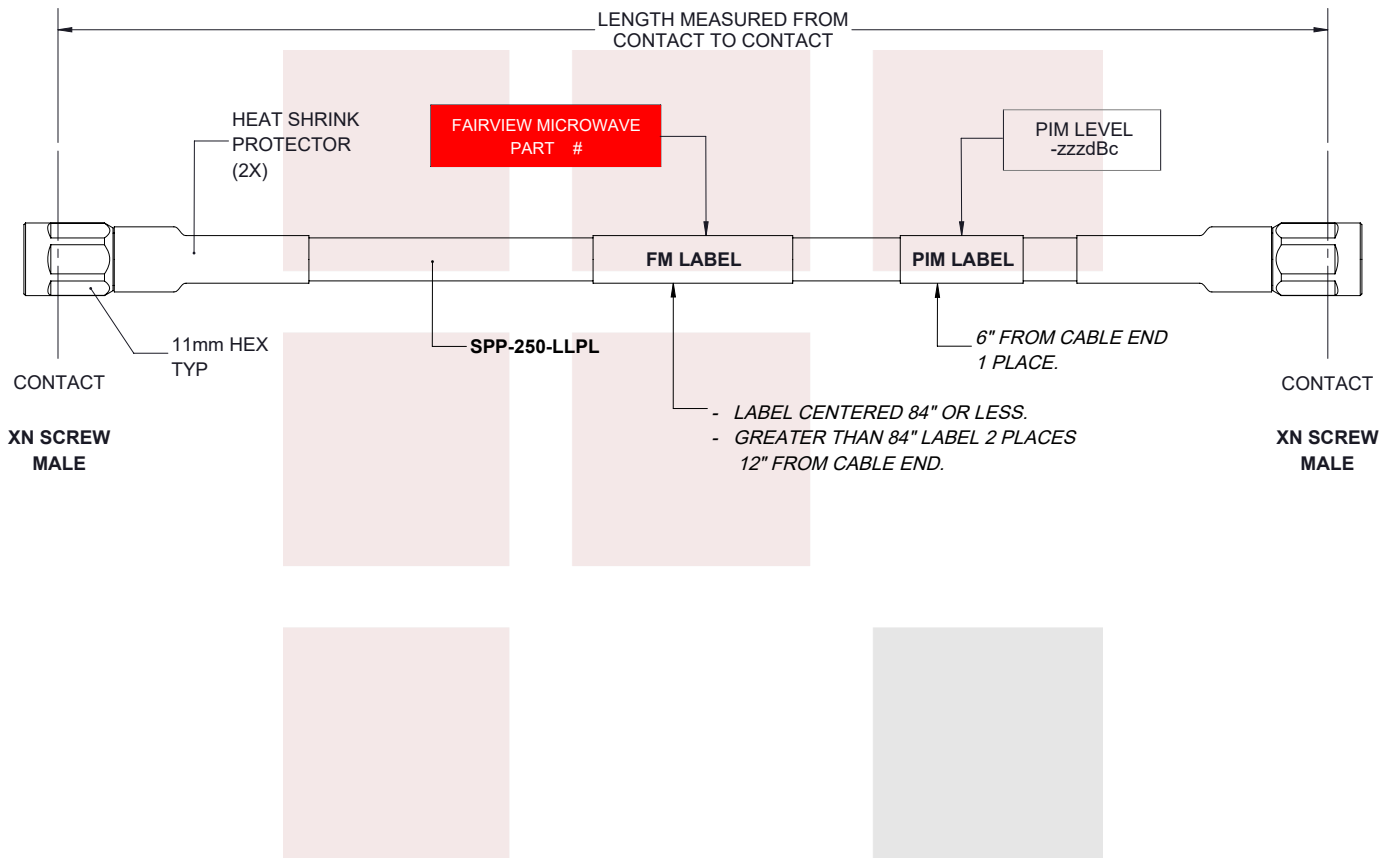 LENGTH MEASURED FROM
CONTACT TO CONTACT
HEAT SHRINK
PROTECTOR
(2X)
FAIRVIEW MICROWAVE
PART #
PIM LEVEL
-zzzdBc
FM LABEL
PIM LABEL
11mm HEX
TYP
SPP-250-LLPL
6" FROM CABLE END
1 PLACE.
CONTACT
XN SCREW
MALE
- LABEL CENTERED 84" OR LESS.
- GREATER THAN 84" LABEL 2 PLACES
12" FROM CABLE END.
CONTACT
XN SCREW
MALE